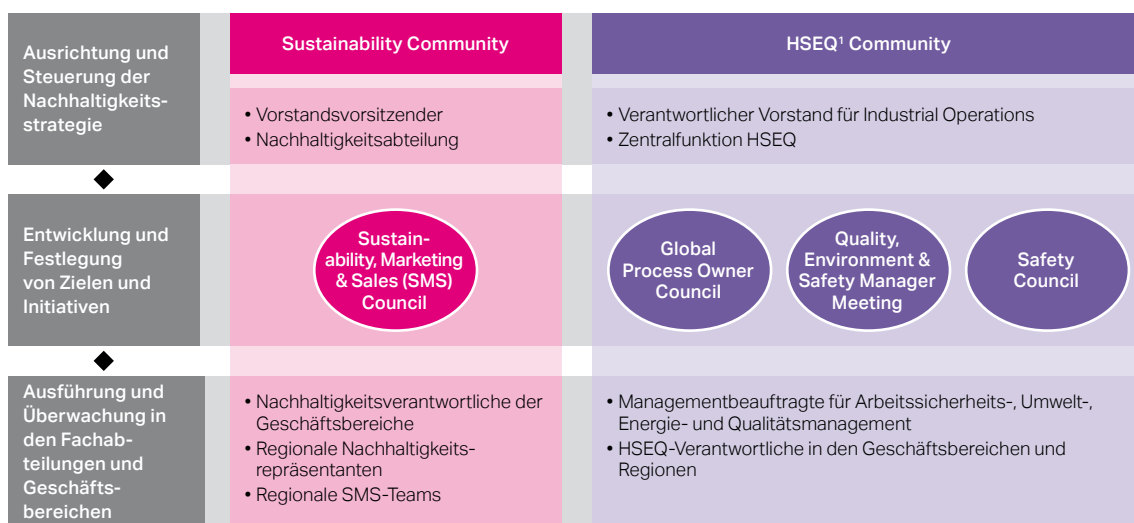 Ausrichtung und
Steuerung der
Nachhaltigkeits-
strategie
Sustainability Community
• Vorstandsvorsitzender
• Nachhaltigkeitsabteilung
HSEQ¹ Community
• Verantwortlicher Vorstand für Industrial Operations
• Zentralfunktion HSEQ
Entwicklung und
Festlegung
von Zielen und
Initiativen
Sustain-
ability, Marketing
& Sales (SMS)
Council
Global
Process Owner
Council
Quality,
Environment &
Safety Manager
Meeting
Safety
Council
Ausführung und
Überwachung in
den Fachab-
teilungen und
Geschäfts-
bereichen
• Nachhaltigkeitsverantwortliche der
Geschäftsbereiche
• Regionale Nachhaltigkeits-
repräsentanten
• Regionale SMS-Teams
• Managementbeauftragte für Arbeitssicherheits-, Umwelt-,
Energie- und Qualitätsmanagement
• HSEQ-Verantwortliche in den Geschäftsbereichen und
Regionen